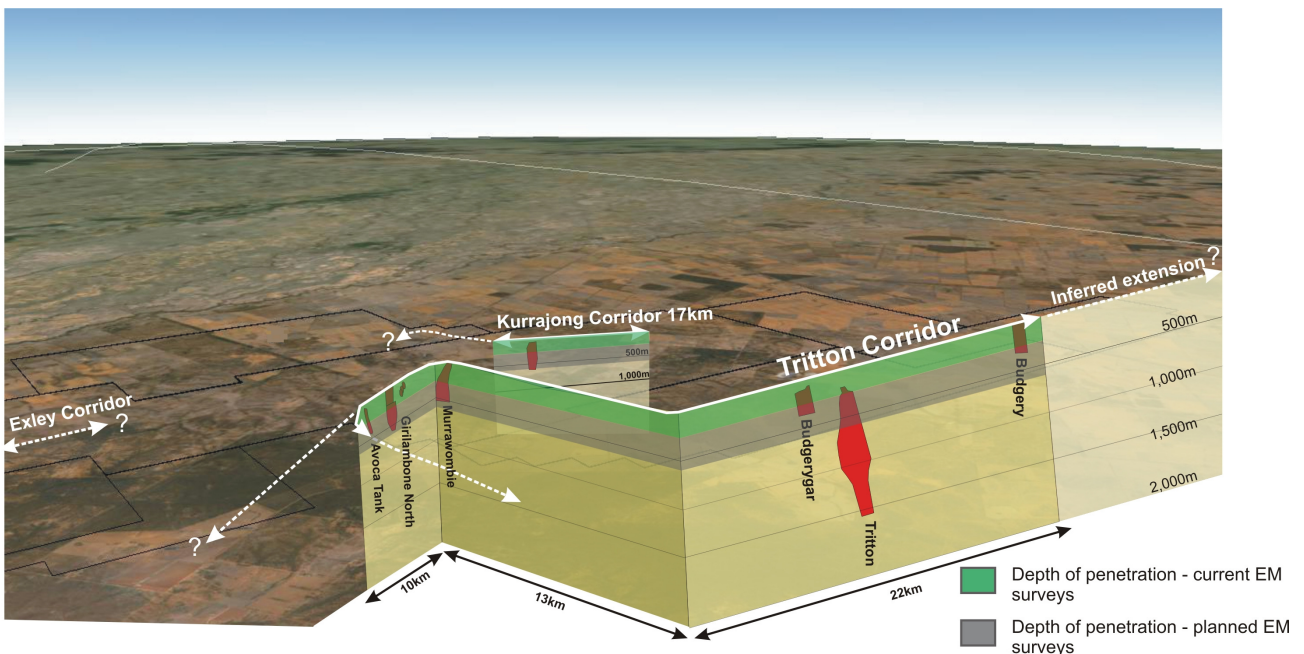 Inferred extension ?
Kurrajong Corridor 17km
?
Tritton Corridor
500m
500m
1,000m
1,000m
1,500m
2,000m
Exley Corridor ?
Avoca Tank
Girilambone North
Murrawombie
Budgerygar
Tritton
Budgery
?
10km
13km
22km
Depth of penetration - current EM
surveys
Depth of penetration - planned EM
surveys